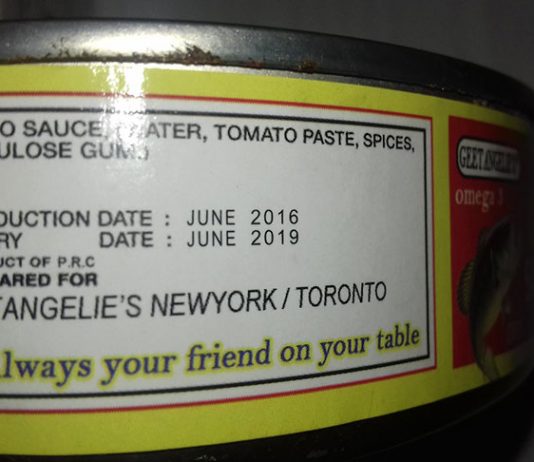 O SAUCE, WATER, TOMATO PASTE, SPICES,
ULOSE GUM.)
DUCTION DATE : JUNE 2016
RY DATE : JUNE 2019
UCT OF P.R.C
ARED FOR
TANGELIE'S NEWYORK / TORONTO
lways your friend on your table
GEETANGELIE'S
omega 3